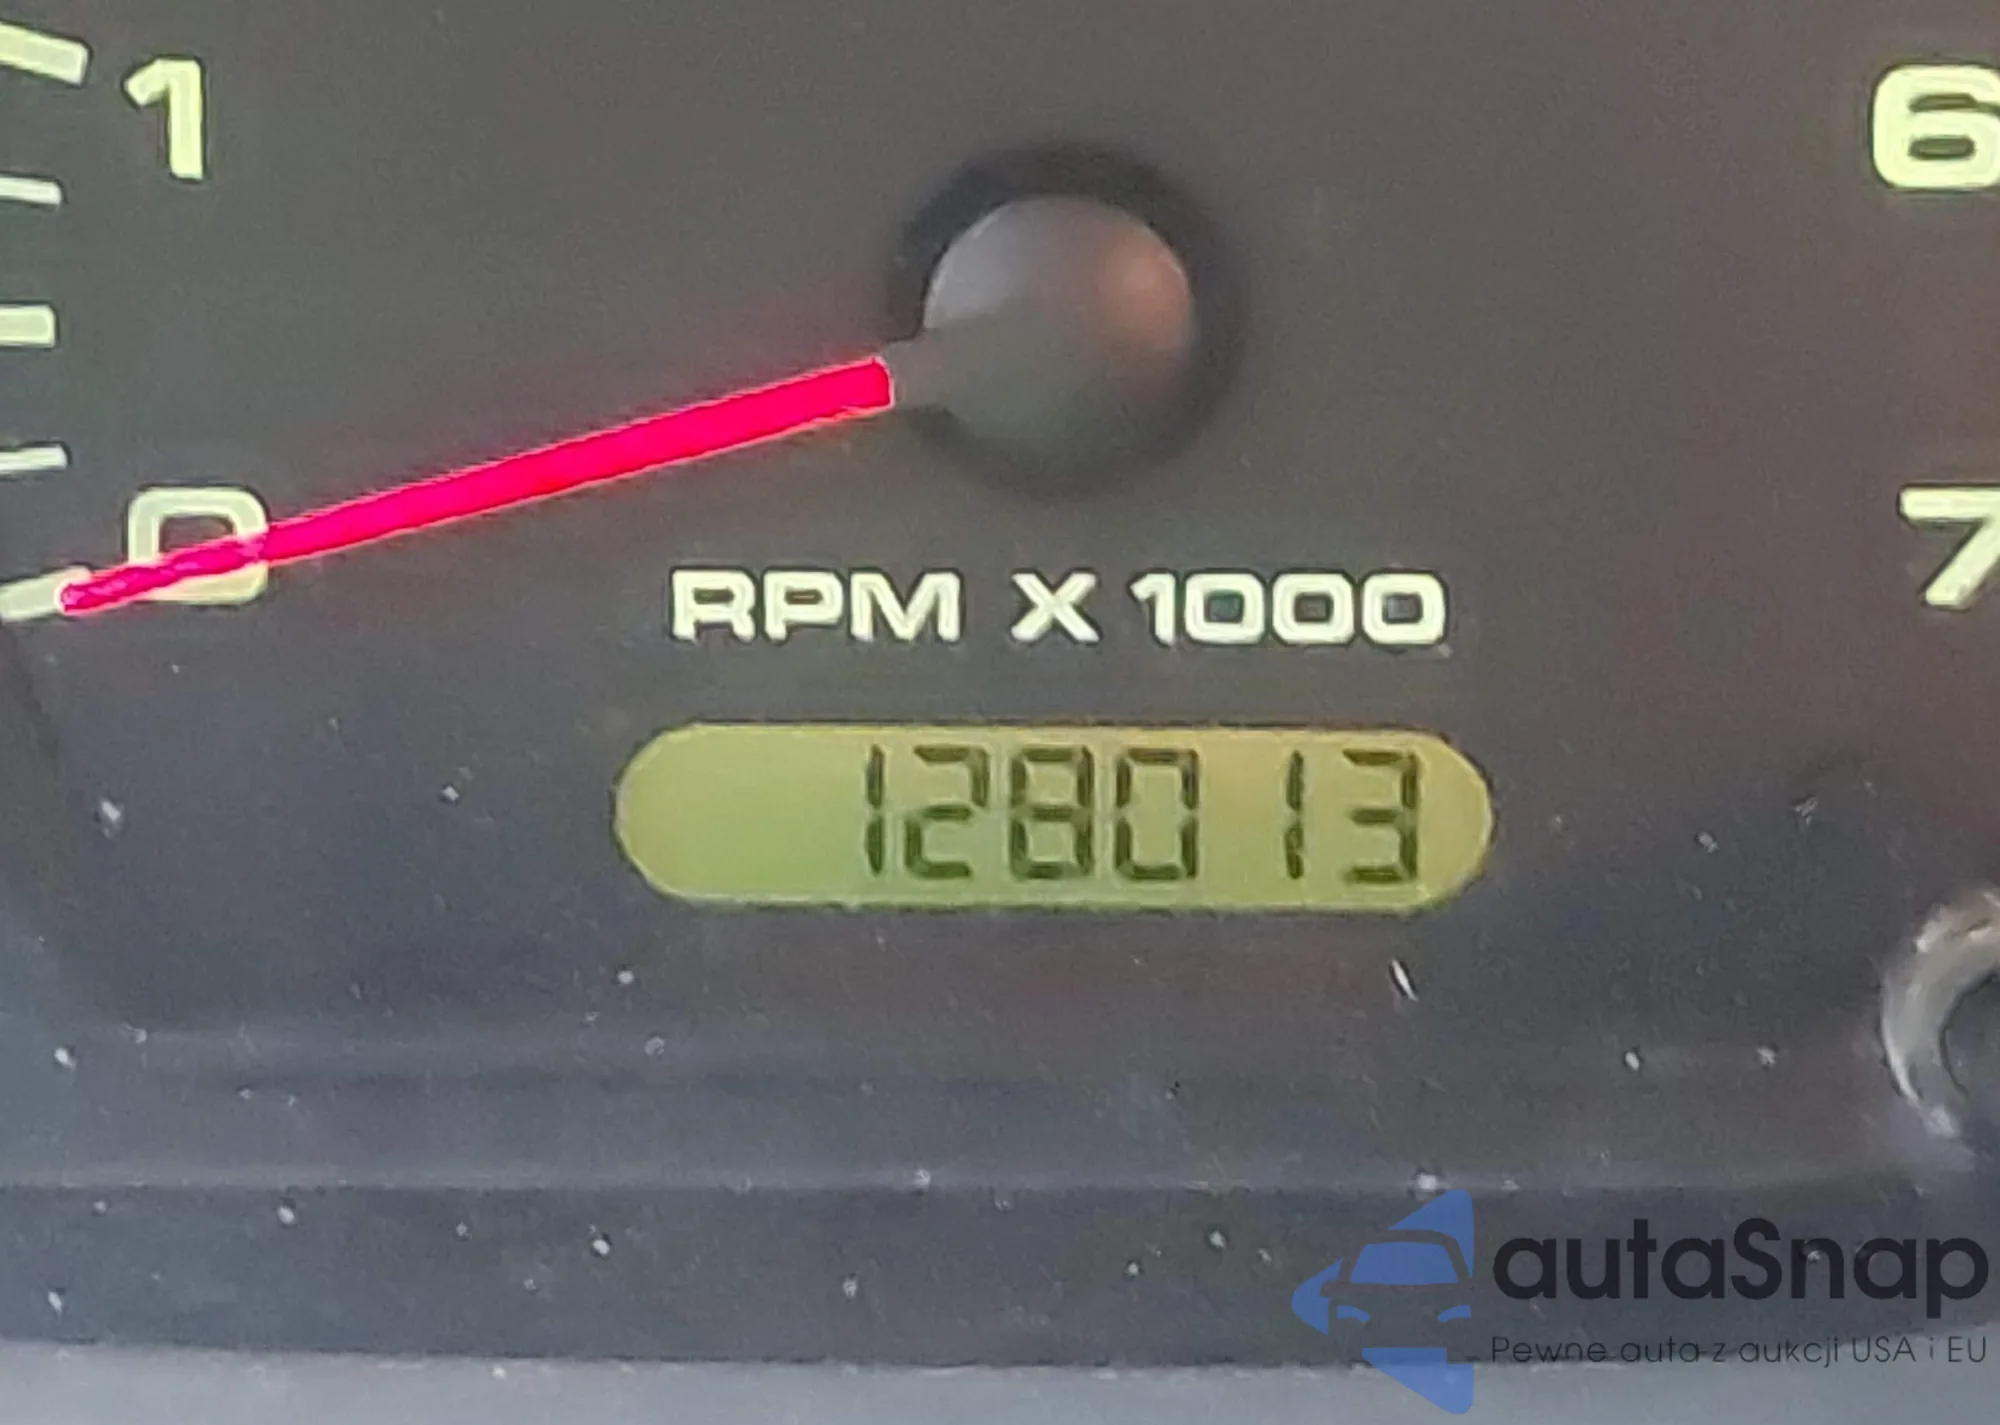 1
6
0
7
RPM X 1000
128013
autaSnap
Pewne auta z aukcji USA i EU